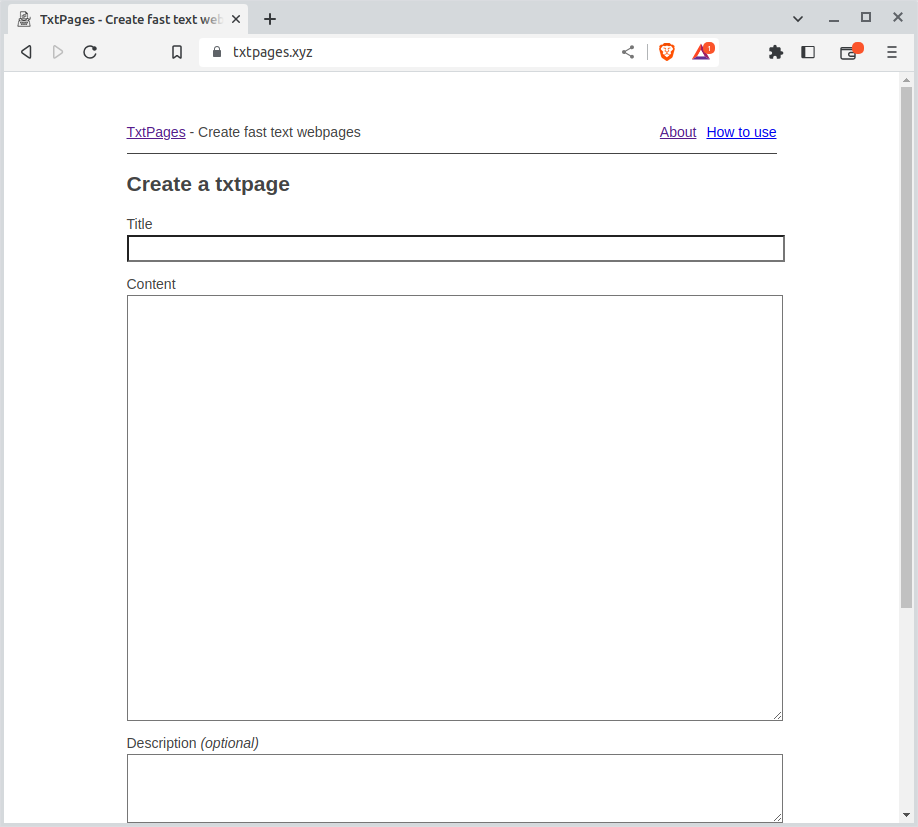 TxtPages - Create fast text we
txtpages.xyz
1
TxtPages - Create fast text webpages About How to use
Create a txtpage
Title
Content
Description (optional)